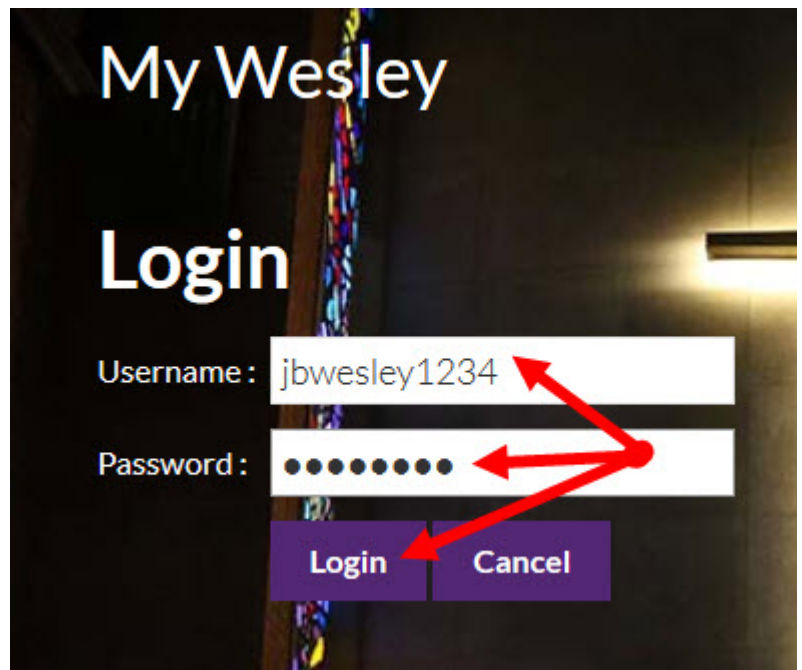 My Wesley
Login
Username : jbwesley1234
Password : ●●●●●●●●
Login Cancel